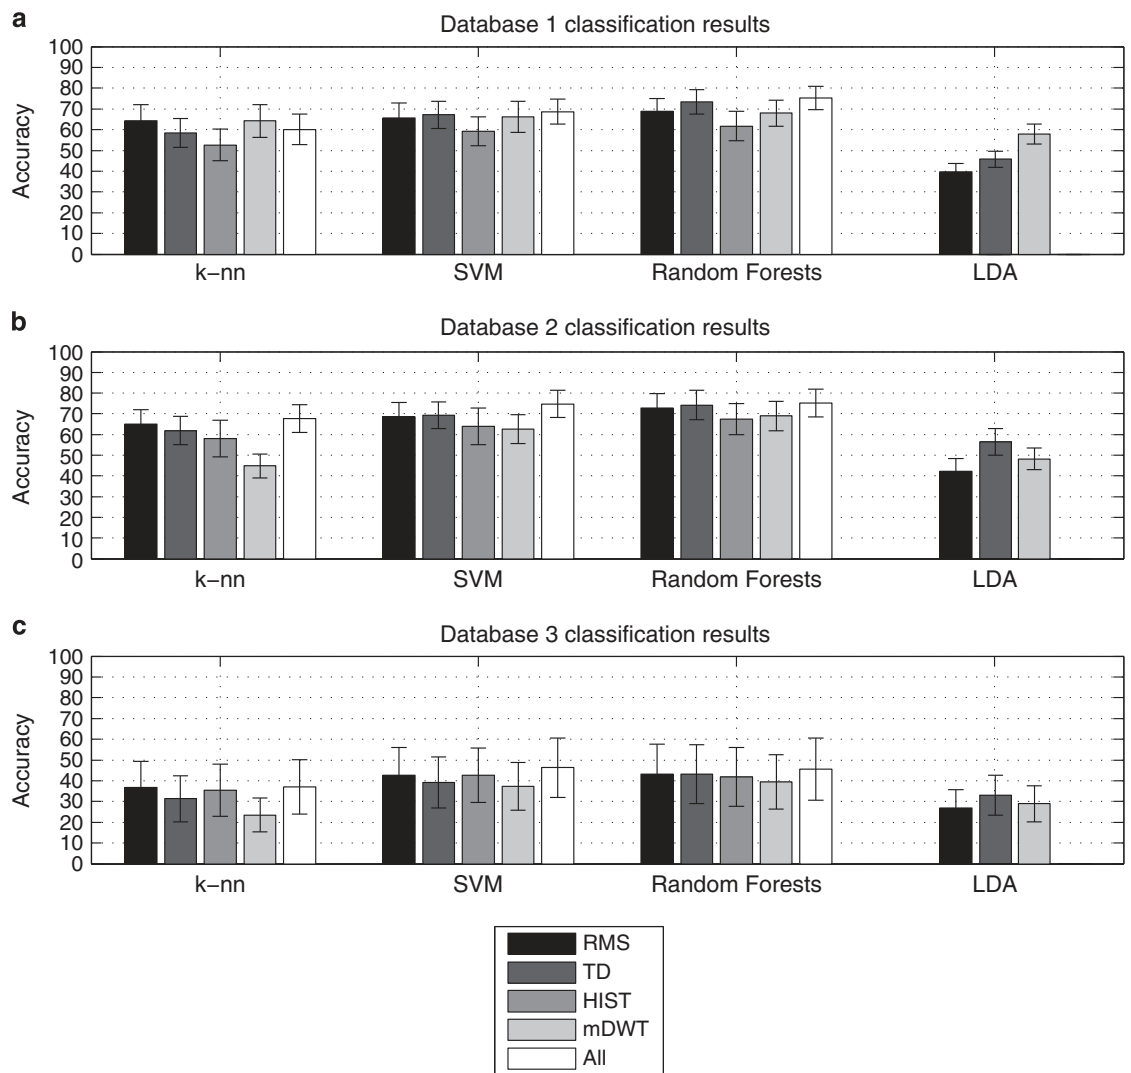 a
Database 1 classification results
100
90
80
70
60
50
40
30
20
10
0
Accuracy
k-nn
SVM
Random Forests
LDA
b
Database 2 classification results
100
90
80
70
60
50
40
30
20
10
0
Accuracy
k-nn
SVM
Random Forests
LDA
c
Database 3 classification results
100
90
80
70
60
50
40
30
20
10
0
Accuracy
k-nn
SVM
Random Forests
LDA
RMS
TD
HIST
mDWT
All